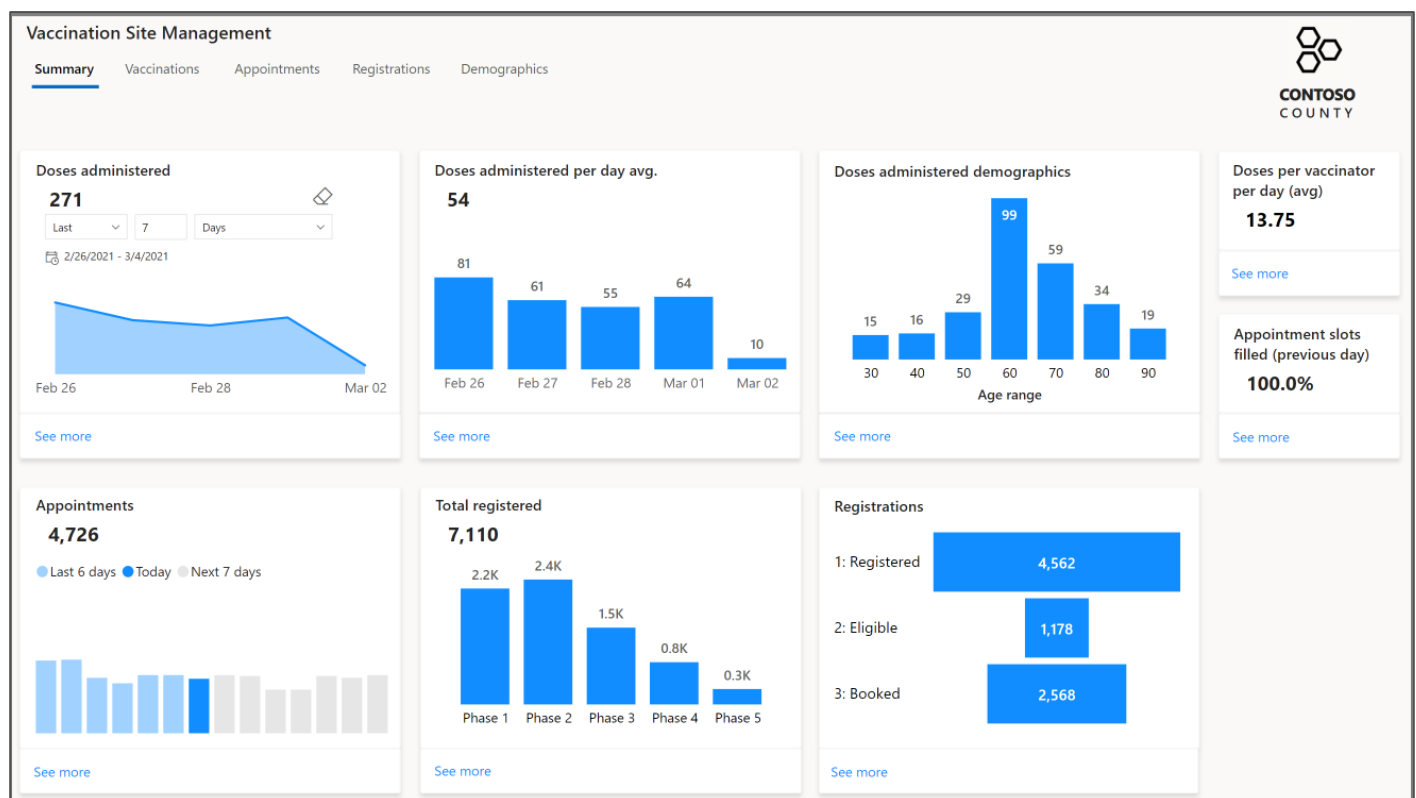 Vaccination Site Management
Summary Vaccinations Appointments Registrations Demographics
CONTOSO
COUNTY
Doses administered
271
Last 7 Days
2/26/2021 - 3/4/2021
Feb 26 Feb 28 Mar 02
See more
Doses administered per day avg.
54
81 61 55 64 10
Feb 26 Feb 27 Feb 28 Mar 01 Mar 02
See more
Doses administered demographics
15 16 29 99 59 34 19
30 40 50 60 70 80 90
Age range
See more
Doses per vaccinator
per day (avg)
13.75
See more
Appointment slots
filled (previous day)
100.0%
See more
Appointments
4,726
Last 6 days Today Next 7 days
See more
Total registered
7,110
2.2K 2.4K 1.5K 0.8K 0.3K
Phase 1 Phase 2 Phase 3 Phase 4 Phase 5
See more
Registrations
1: Registered 4,562
2: Eligible 1,178
3: Booked 2,568
See more